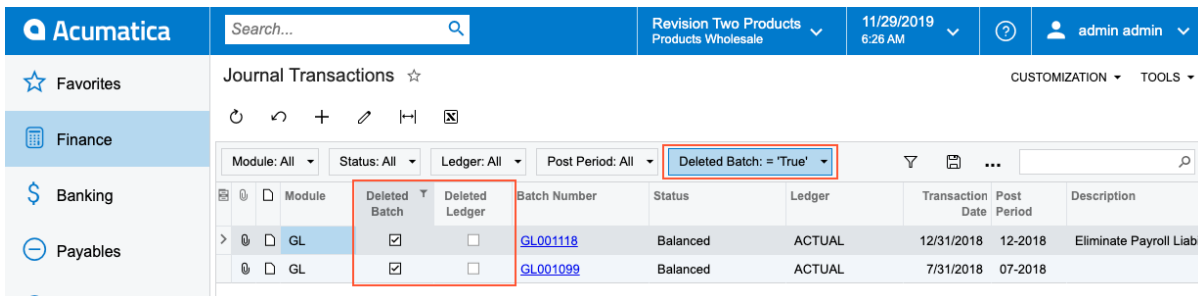 Acumatica
Search...
Revision Two Products
Products Wholesale
11/29/2019
6:26 AM
?
admin admin
Favorites
Finance
Banking
Payables
Journal Transactions
CUSTOMIZATION
TOOLS
Module: All
Status: All
Ledger: All
Post Period: All
Deleted Batch: = 'True'
Module
Deleted Batch
Deleted Ledger
Batch Number
Status
Ledger
Transaction Date
Post Period
Description
GL GL001118 Balanced ACTUAL 12/31/2018 12-2018 Eliminate Payroll Liab
GL GL001099 Balanced ACTUAL 7/31/2018 07-2018